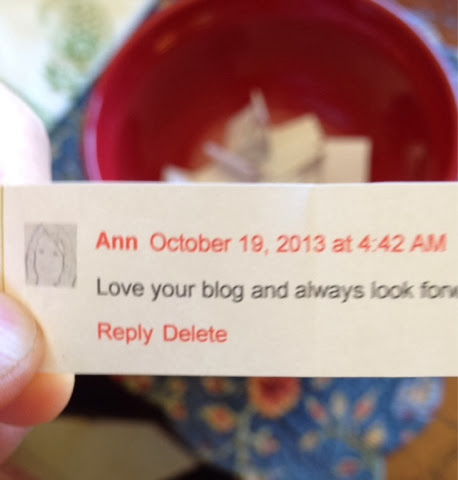 Ann October 19, 2013 at 4:42 AM
Love your blog and always look
Reply Delete